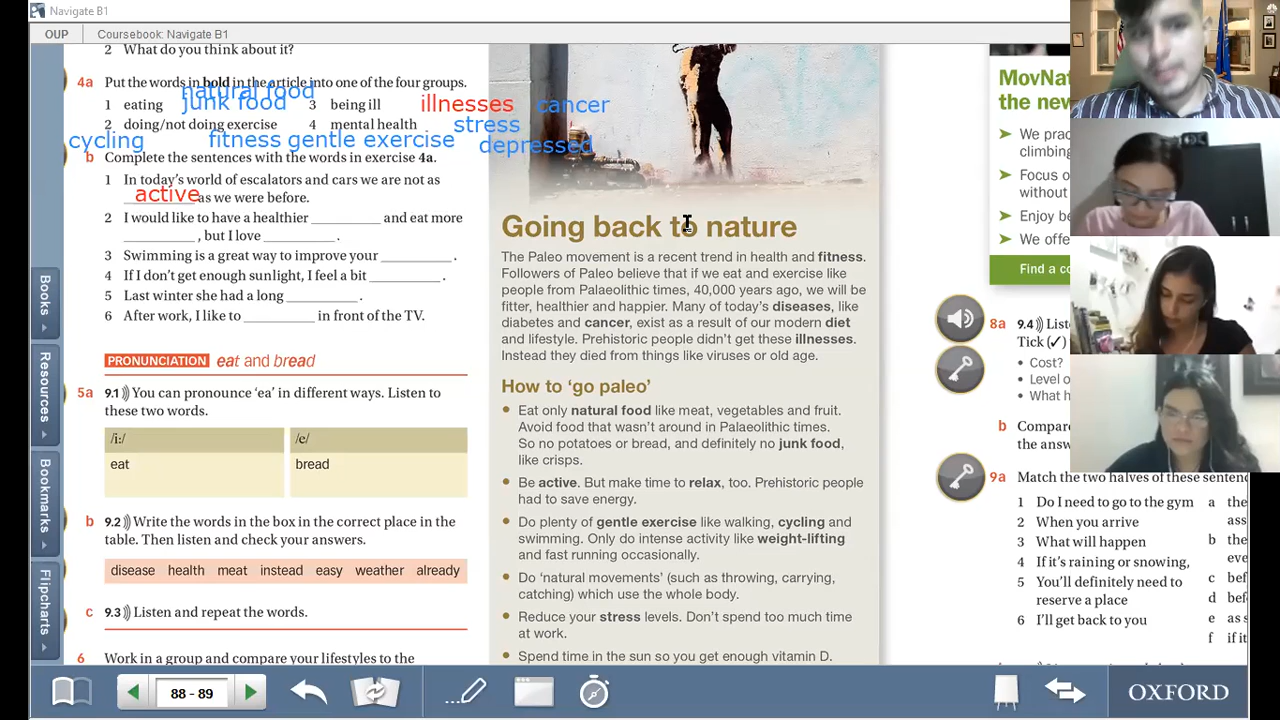 Navigate B1
OUP Coursebook: Navigate B1
2 What do you think about it?
4a Put the words in bold in the article into one of the four groups.
natural food
1 eating junk food 3 being ill illnesses cancer
2 doing/not doing exercise 4 mental health stress
cycling fitness gentle exercise depressed
b Complete the sentences with the words in exercise 4a.
1 In today's world of escalators and cars we are not as
active as we were before.
2 I would like to have a healthier __________ and eat more
__________ , but I love __________ .
3 Swimming is a great way to improve your __________ .
4 If I don't get enough sunlight, I feel a bit __________ .
5 Last winter she had a long __________ .
6 After work, I like to __________ in front of the TV.
PRONUNCIATION eat and bread
5a 9.1 You can pronounce 'ea' in different ways. Listen to
these two words.
/iː/ /e/
eat bread
b 9.2 Write the words in the box in the correct place in the
table. Then listen and check your answers.
disease health meat instead easy weather already
c 9.3 Listen and repeat the words.
6 Work in a group and compare your lifestyles to the
Going back to nature
The Paleo movement is a recent trend in health and fitness.
Followers of Paleo believe that if we eat and exercise like
people from Palaeolithic times, 40,000 years ago, we will be
fitter, healthier and happier. Many of today's diseases, like
diabetes and cancer, exist as a result of our modern diet
and lifestyle. Prehistoric people didn't get these illnesses.
Instead they died from things like viruses or old age.
How to 'go paleo'
• Eat only natural food like meat, vegetables and fruit.
Avoid food that wasn't around in Palaeolithic times.
So no potatoes or bread, and definitely no junk food,
like crisps.
• Be active. But make time to relax, too. Prehistoric people
had to save energy.
• Do plenty of gentle exercise like walking, cycling and
swimming. Only do intense activity like weight-lifting
and fast running occasionally.
• Do 'natural movements' (such as throwing, carrying,
catching) which use the whole body.
• Reduce your stress levels. Don't spend too much time
at work.
• Spend time in the sun so you get enough vitamin D.
MovNat
the new
We prac
climbing
Focus o
without
Enjoy be
We offe
Find a co
8a 9.4 List
Tick (✓)
• Cost?
• Level o
• What h
b Compar
the answ
9a Match the two halves of these senten
1 Do I need to go to the gym a the
ass
2 When you arrive
3 What will happen b the
eve
4 If it's raining or snowing,
5 You'll definitely need to c bef
reserve a place d bef
6 I'll get back to you e as s
f if it
Books
Resources
Bookmarks
Flipcharts
88 - 89
OXFORD